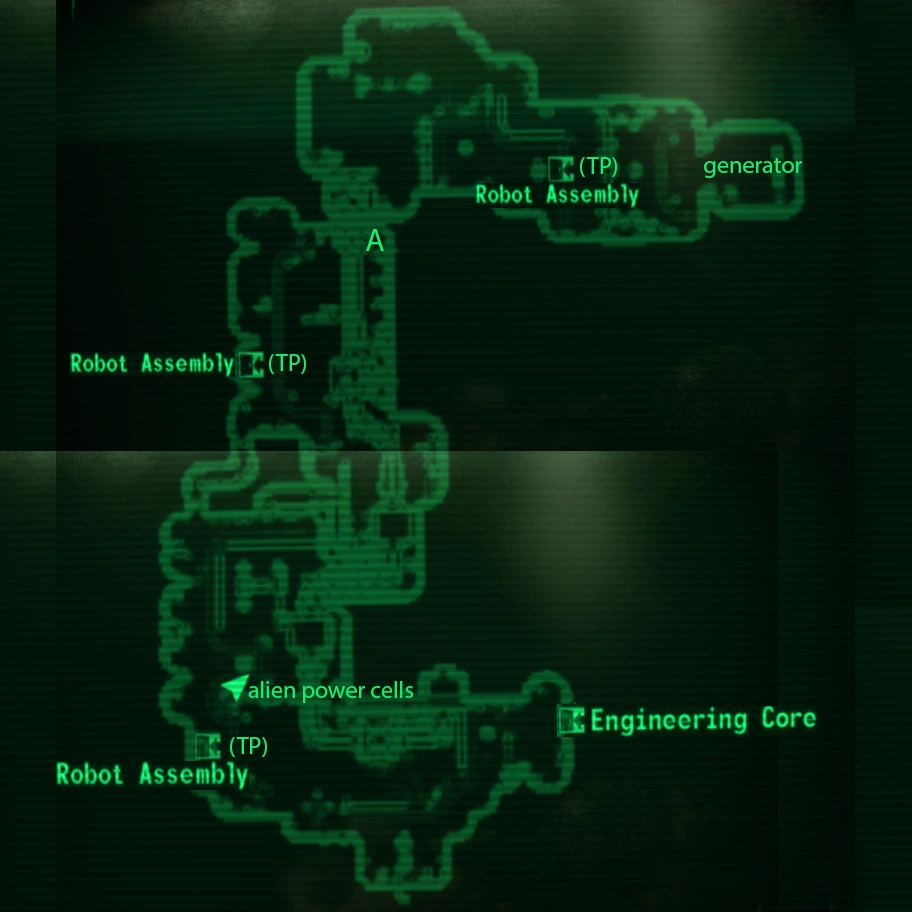 (TP)
generator
Robot Assembly
A
Robot Assembly (TP)
alien power cells
Engineering Core
(TP)
Robot Assembly